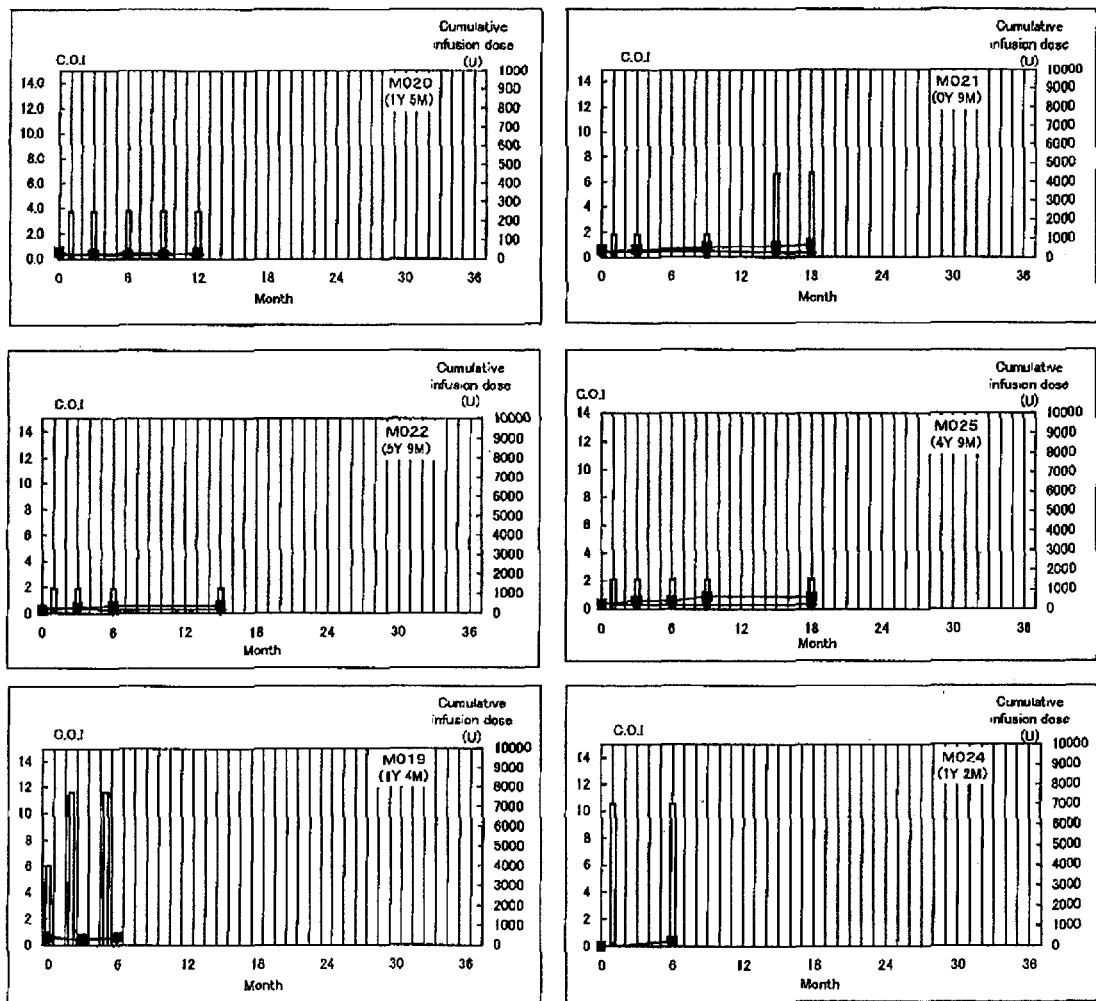 Cumulative
infusion dose
(U)
C.O.I
M020
(1Y 5M)
14.0
12.0
10.0
8.0
6.0
4.0
2.0
0.0
1000
900
800
700
600
500
400
300
200
100
0
0 6 12 18 24 30 36
Month
Cumulative
infusion dose
(U)
C.O.I
M021
(0Y 9M)
14
12
10
8
6
4
2
0
10000
9000
8000
7000
6000
5000
4000
3000
2000
1000
0
0 6 12 18 24 30 36
Month
Cumulative
infusion dose
(U)
C.O.I
M022
(5Y 9M)
14
12
10
8
6
4
2
0
10000
9000
8000
7000
6000
5000
4000
3000
2000
1000
0
0 6 12 18 24 30 36
Month
Cumulative
infusion dose
(U)
C.O.I
M025
(4Y 9M)
14
12
10
8
6
4
2
0
10000
9000
8000
7000
6000
5000
4000
3000
2000
1000
0
0 6 12 18 24 30 36
Month
Cumulative
infusion dose
(U)
C.O.I
M019
4M)
14
12
10
8
6
4
2
0
10000
9000
8000
7000
6000
5000
4000
3000
2000
1000
0
0 6 12 18 24 30 36
Month
Cumulative
infusion dose
(U)
C.O.I
M024
(1Y 2M)
14
12
10
8
6
4
2
0
10000
9000
8000
7000
6000
5000
4000
3000
2000
1000
0
0 6 12 18 24 30 36
Month